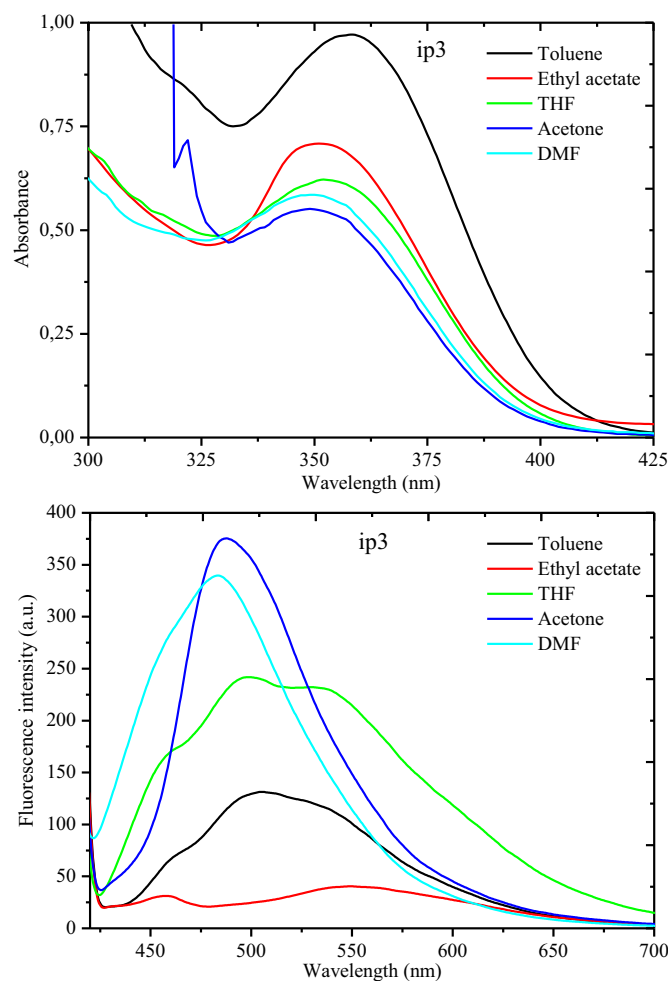 1,00
ip3
Toluene
Ethyl acetate
THF
Acetone
DMF
0,75
0,50
0,25
0,00
Absorbance
300 325 350 375 400 425
Wavelength (nm)
400
ip3
Toluene
Ethyl acetate
THF
Acetone
DMF
350
300
250
200
150
100
50
0
Fluorescence intensity (a.u.)
450 500 550 600 650 700
Wavelength (nm)